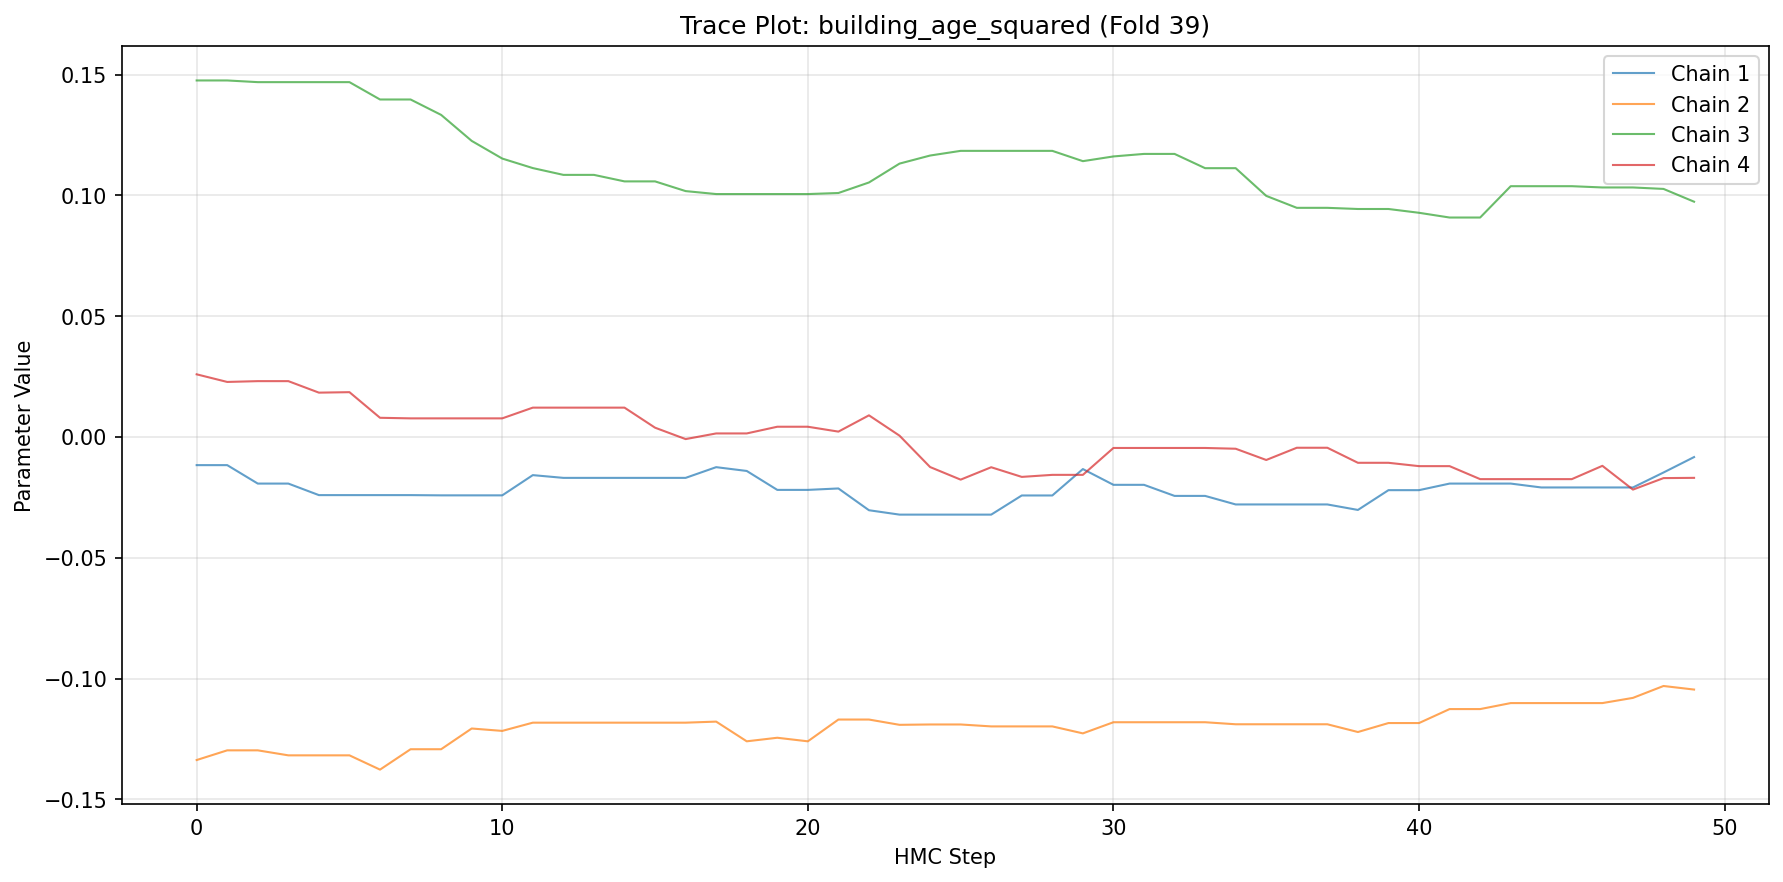 Trace Plot: building_age_squared (Fold 39)
Chain 1
Chain 2
Chain 3
Chain 4
Parameter Value
0.15
0.10
0.05
0.00
−0.05
−0.10
−0.15
0 10 20 30 40 50
HMC Step